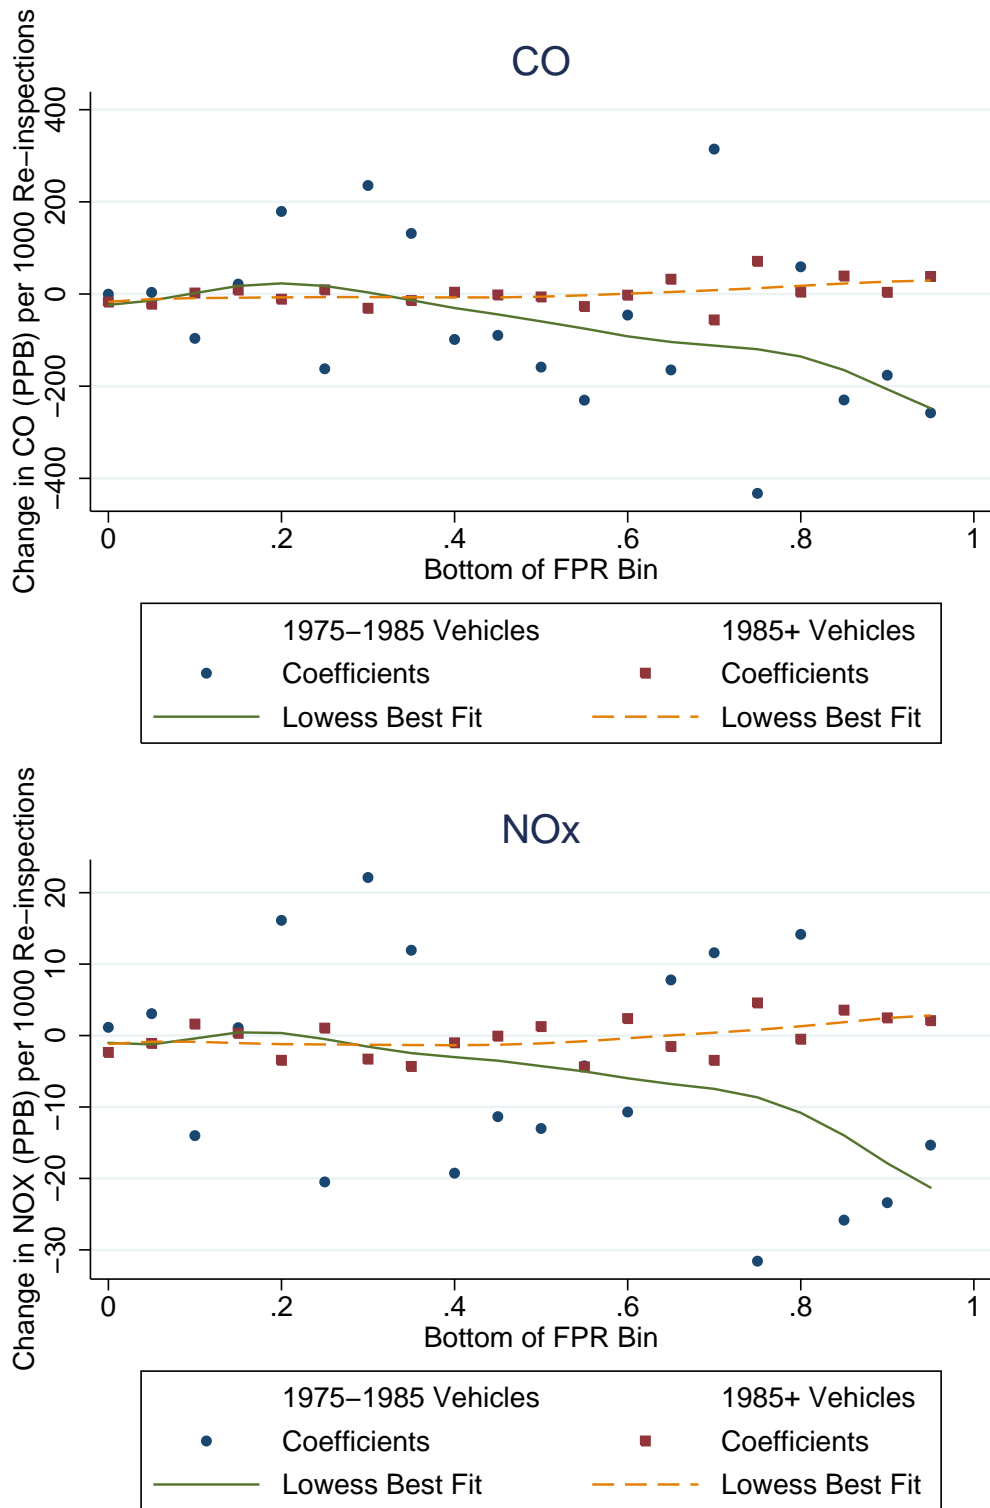 CO
Change in CO (PPB) per 1000 Re−inspections
400
200
0
−200
−400
0 .2 .4 .6 .8 1
Bottom of FPR Bin
1975−1985 Vehicles 1985+ Vehicles
Coefficients Coefficients
Lowess Best Fit Lowess Best Fit
NOx
Change in NOX (PPB) per 1000 Re−inspections
20
10
0
−10
−20
−30
0 .2 .4 .6 .8 1
Bottom of FPR Bin
1975−1985 Vehicles 1985+ Vehicles
Coefficients Coefficients
Lowess Best Fit Lowess Best Fit